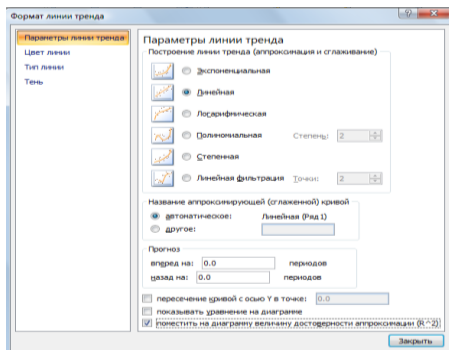 Формат линии тренда
Параметры линии тренда
Цвет линии
Тип линии
Тень
Параметры линии тренда
Построение линии тренда (аппроксимация и сглаживание)
Экспоненциальная
Линейная
Логарифмическая
Полиномиальная Степень: 2
Степенная
Линейная фильтрация Точки: 2
Название аппроксимирующей (сглаженной) кривой
автоматическое: Линейная (Ряд1)
другое:
Прогноз
вперед на: 0.0 периодов
назад на: 0.0 периодов
пересечение кривой с осью Y в точке: 0.0
показывать уравнение на диаграмме
поместить на диаграмму величину достоверности аппроксимации (R^2)
Закрыть